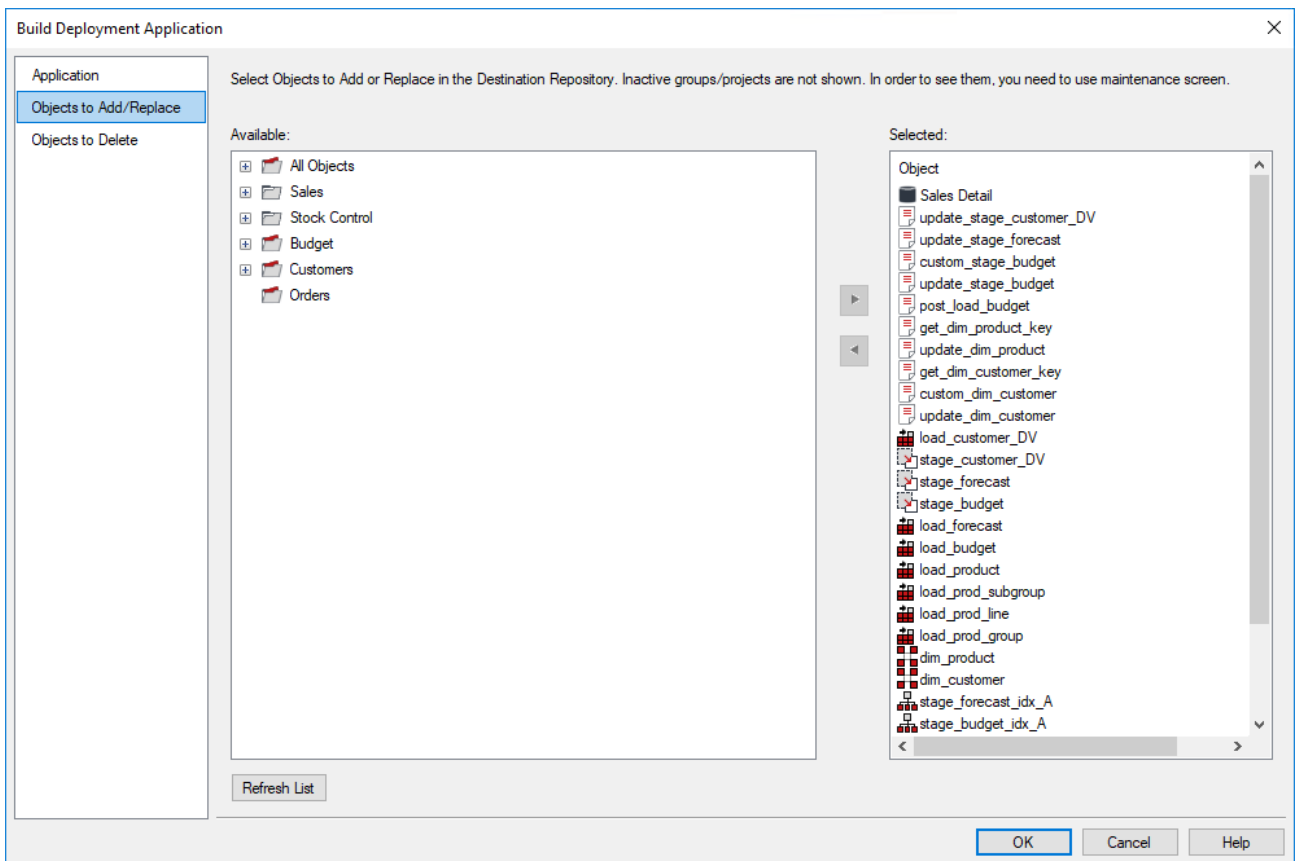 Build Deployment Application
Application
Objects to Add/Replace
Objects to Delete
Select Objects to Add or Replace in the Destination Repository. Inactive groups/projects are not shown. In order to see them, you need to use maintenance screen.
Available:
All Objects
Sales
Stock Control
Budget
Customers
Orders
Refresh List
Selected:
Object
Sales Detail
update_stage_customer_DV
update_stage_forecast
custom_stage_budget
update_stage_budget
post_load_budget
get_dim_product_key
update_dim_product
get_dim_customer_key
custom_dim_customer
update_dim_customer
load_customer_DV
stage_customer_DV
stage_forecast
stage_budget
load_forecast
load_budget
load_product
load_prod_subgroup
load_prod_line
load_prod_group
dim_product
dim_customer
stage_forecast_idx_A
stage_budget_idx_A
OK Cancel Help